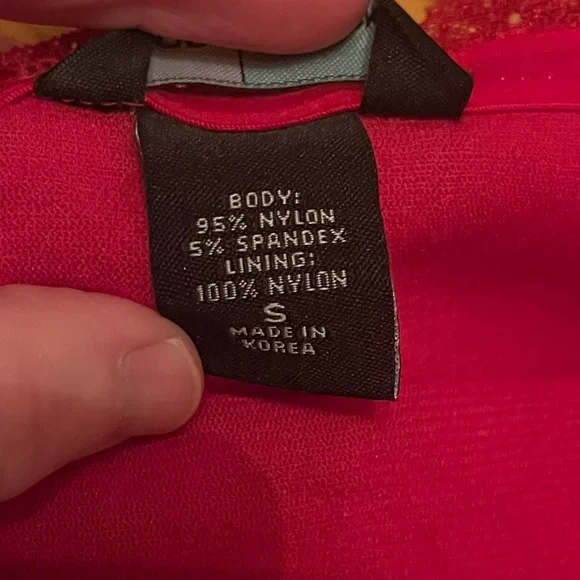 BODY:
95% NYLON
5% SPANDEX
LINING:
100% NYLON
S
MADE IN
KOREA